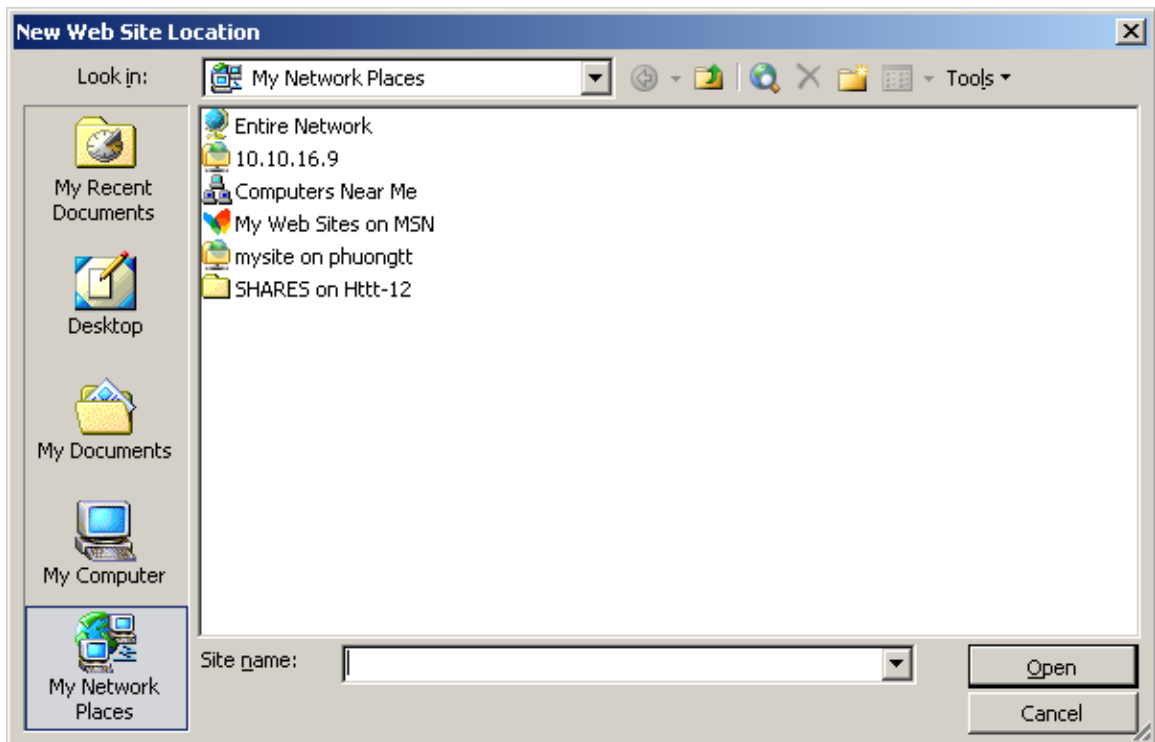 New Web Site Location
Look in:
My Network Places
Tools
My Recent
Documents
Desktop
My Documents
My Computer
My Network
Places
Entire Network
10.10.16.9
Computers Near Me
My Web Sites on MSN
mysite on phuongtt
SHARES on Httt-12
Site name:
Open
Cancel